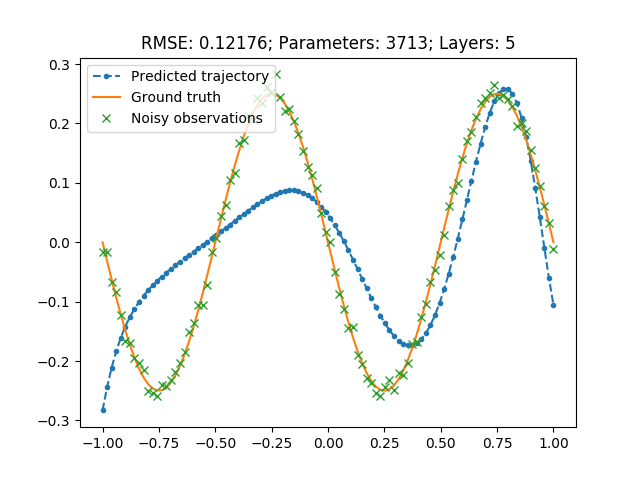 RMSE: 0.12176; Parameters: 3713; Layers: 5
Predicted trajectory
Ground truth
Noisy observations
0.3
0.2
0.1
0.0
−0.1
−0.2
−0.3
−1.00 −0.75 −0.50 −0.25 0.00 0.25 0.50 0.75 1.00